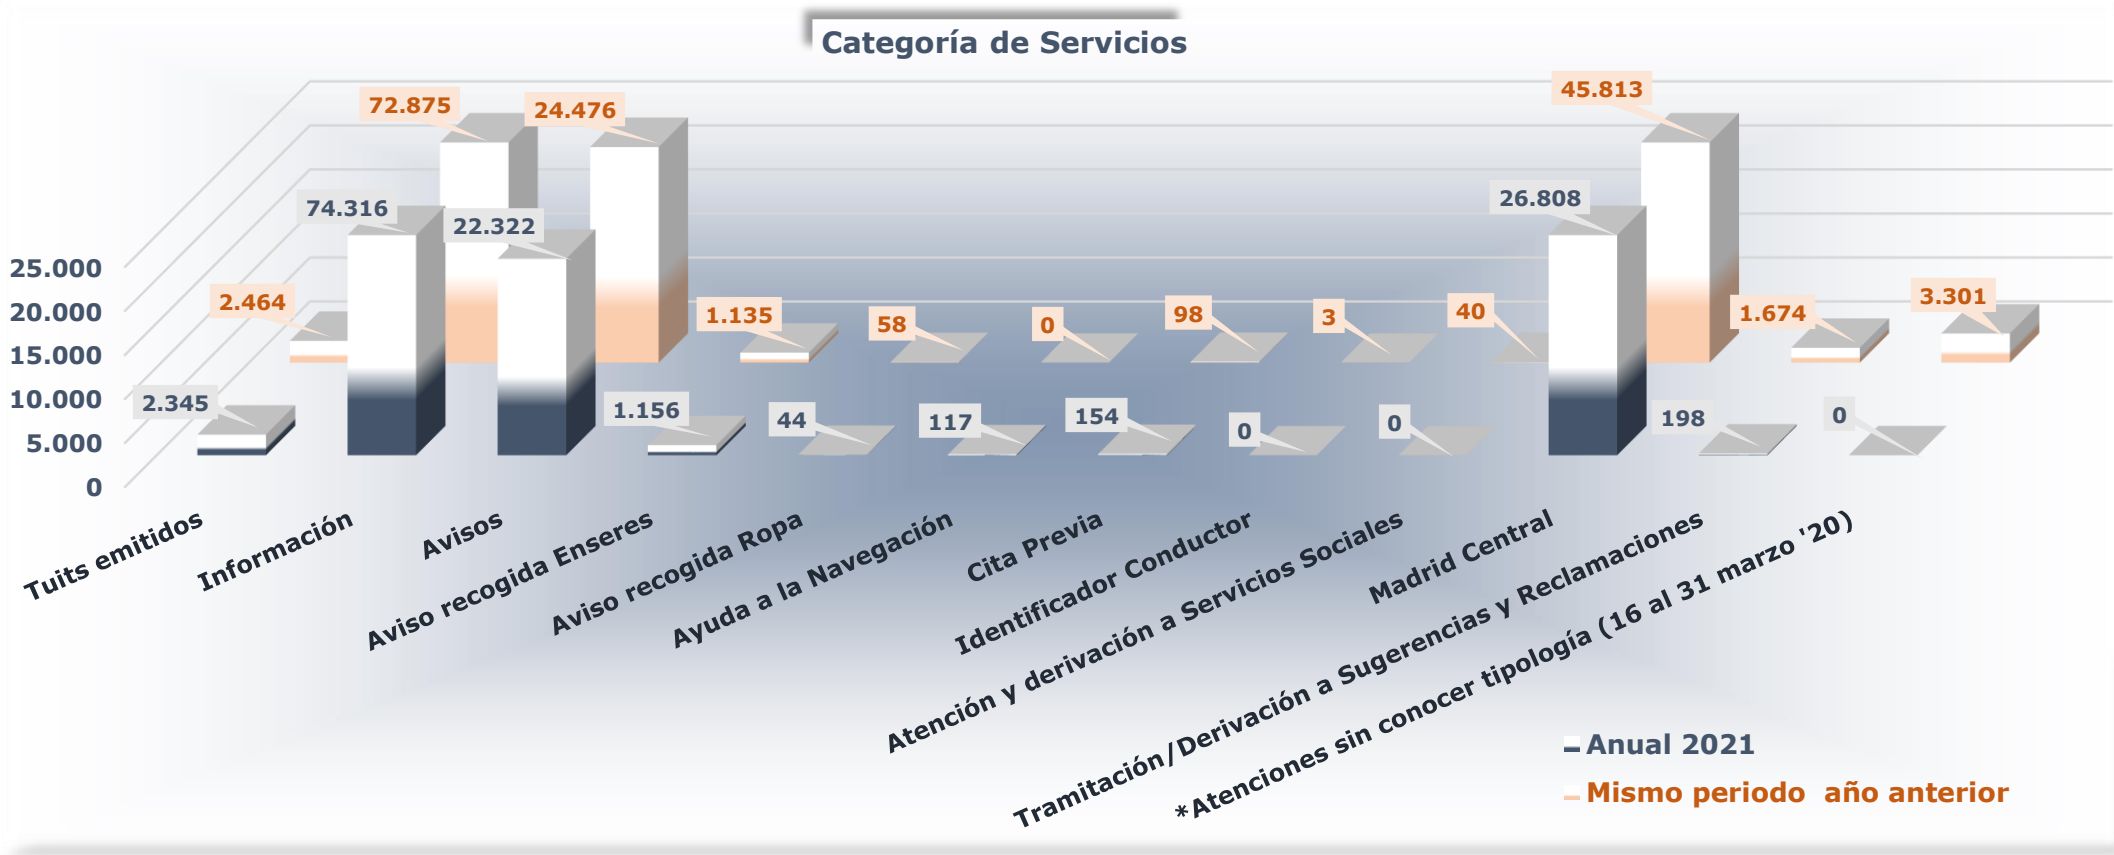 Categoría de Servicios
72.875
24.476
45.813
74.316
22.322
26.808
25.000
20.000
15.000
10.000
5.000
0
2.464
1.135
58
0
98
3
40
1.674
3.301
2.345
1.156
44
117
154
0
0
198
0
Tuits emitidos
Información
Avisos
Aviso recogida Enseres
Aviso recogida Ropa
Ayuda a la Navegación
Cita Previa
Identificador Conductor
Atención y derivación a Servicios Sociales
Madrid Central
Tramitación/Derivación a Sugerencias y Reclamaciones
*Atenciones sin conocer tipología (16 al 31 marzo '20)
Anual 2021
Mismo periodo  año anterior